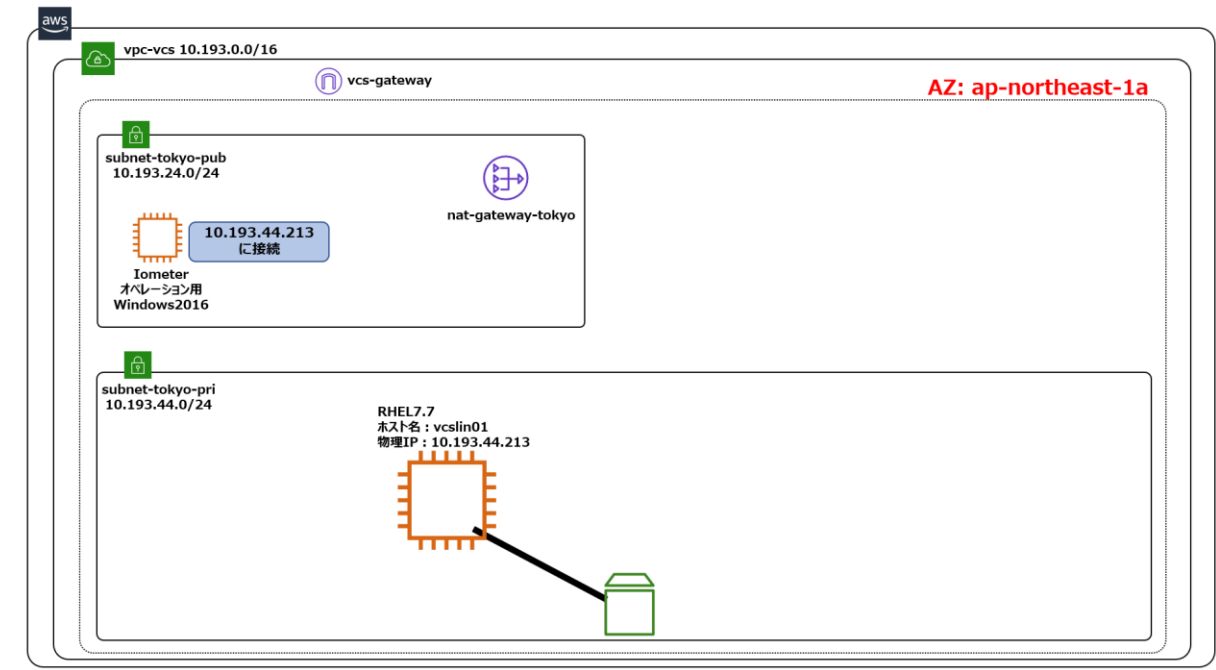 aws
vpc-vcs 10.193.0.0/16
vcs-gateway
AZ: ap-northeast-1a
subnet-tokyo-pub
10.193.24.0/24
nat-gateway-tokyo
10.193.44.213
に接続
Iometer
オペレーション用
Windows2016
subnet-tokyo-pri
10.193.44.0/24
RHEL7.7
ホスト名：vcslin01
物理IP：10.193.44.213